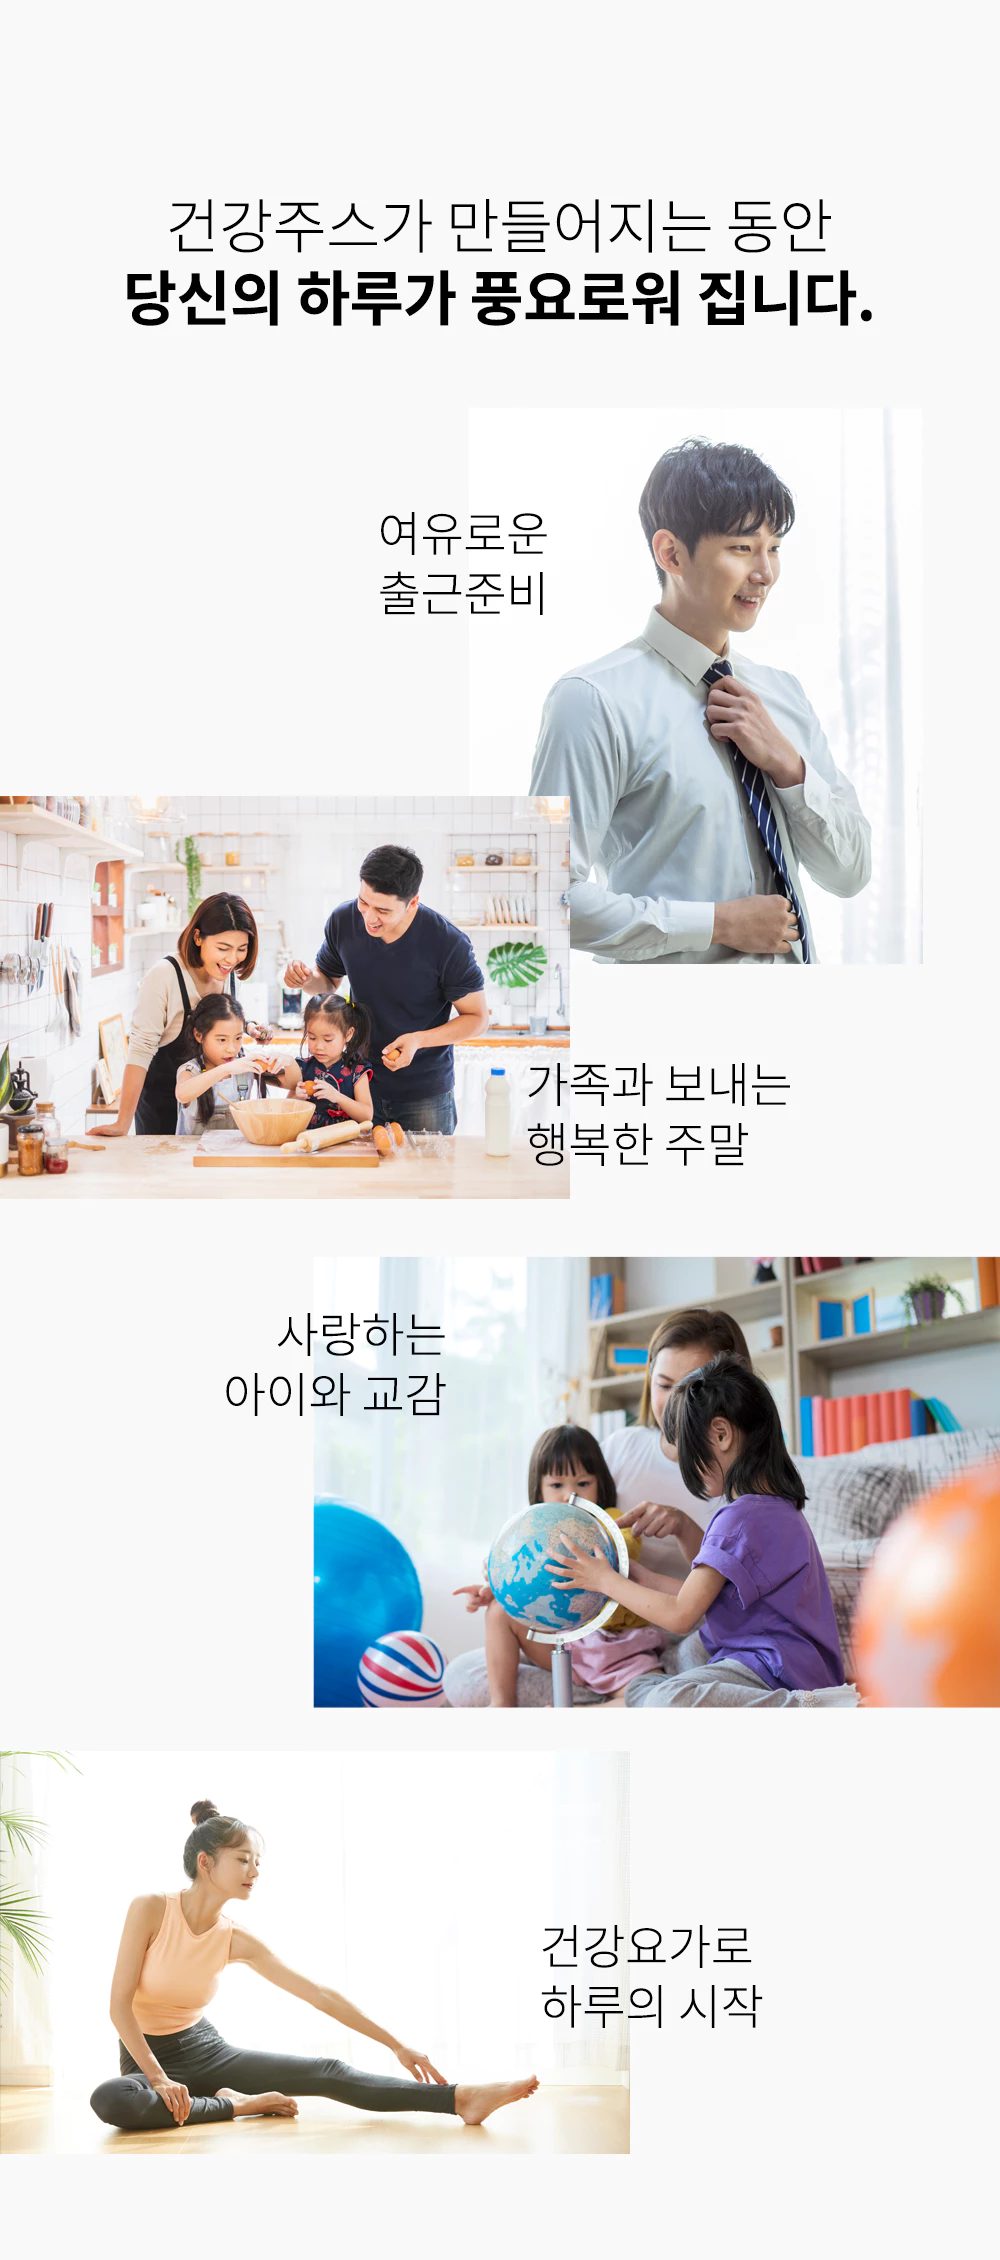 건강주스가 만들어지는 동안
당신의 하루가 풍요로워 집니다.
여유로운
출근준비
가족과 보내는
행복한 주말
사랑하는
아이와 교감
건강요가로
하루의 시작